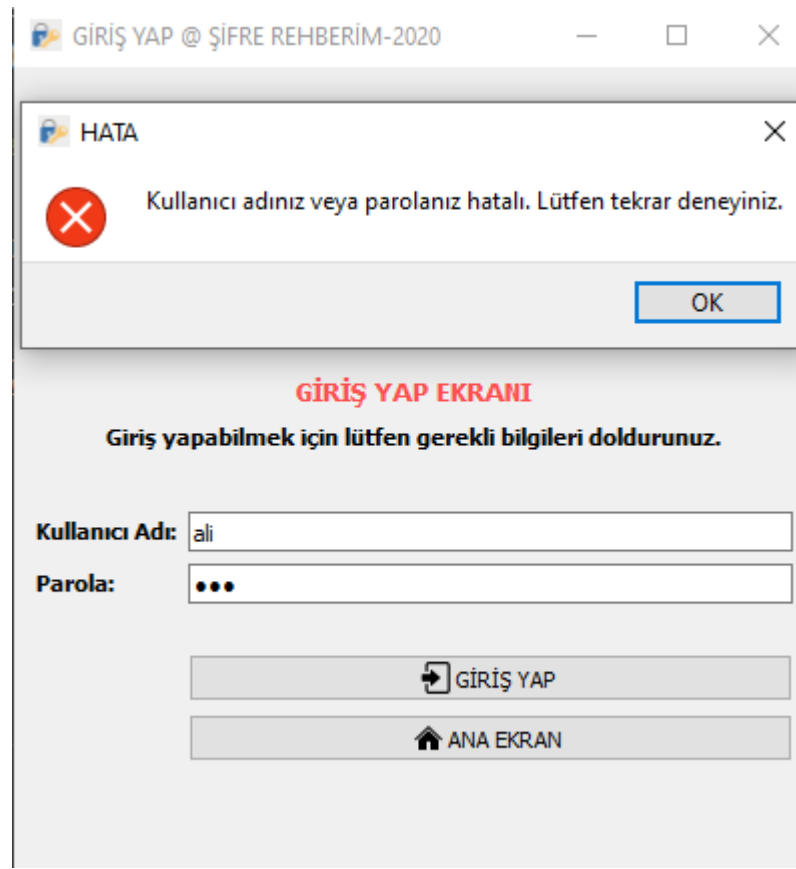 GİRİŞ YAP @ ŞİFRE REHBERİM-2020
HATA
Kullanıcı adınız veya parolanız hatalı. Lütfen tekrar deneyiniz.
OK
GİRİŞ YAP EKRANI
Giriş yapabilmek için lütfen gerekli bilgileri doldurunuz.
Kullanıcı Adı: ali
Parola: •••
GİRİŞ YAP
ANA EKRAN